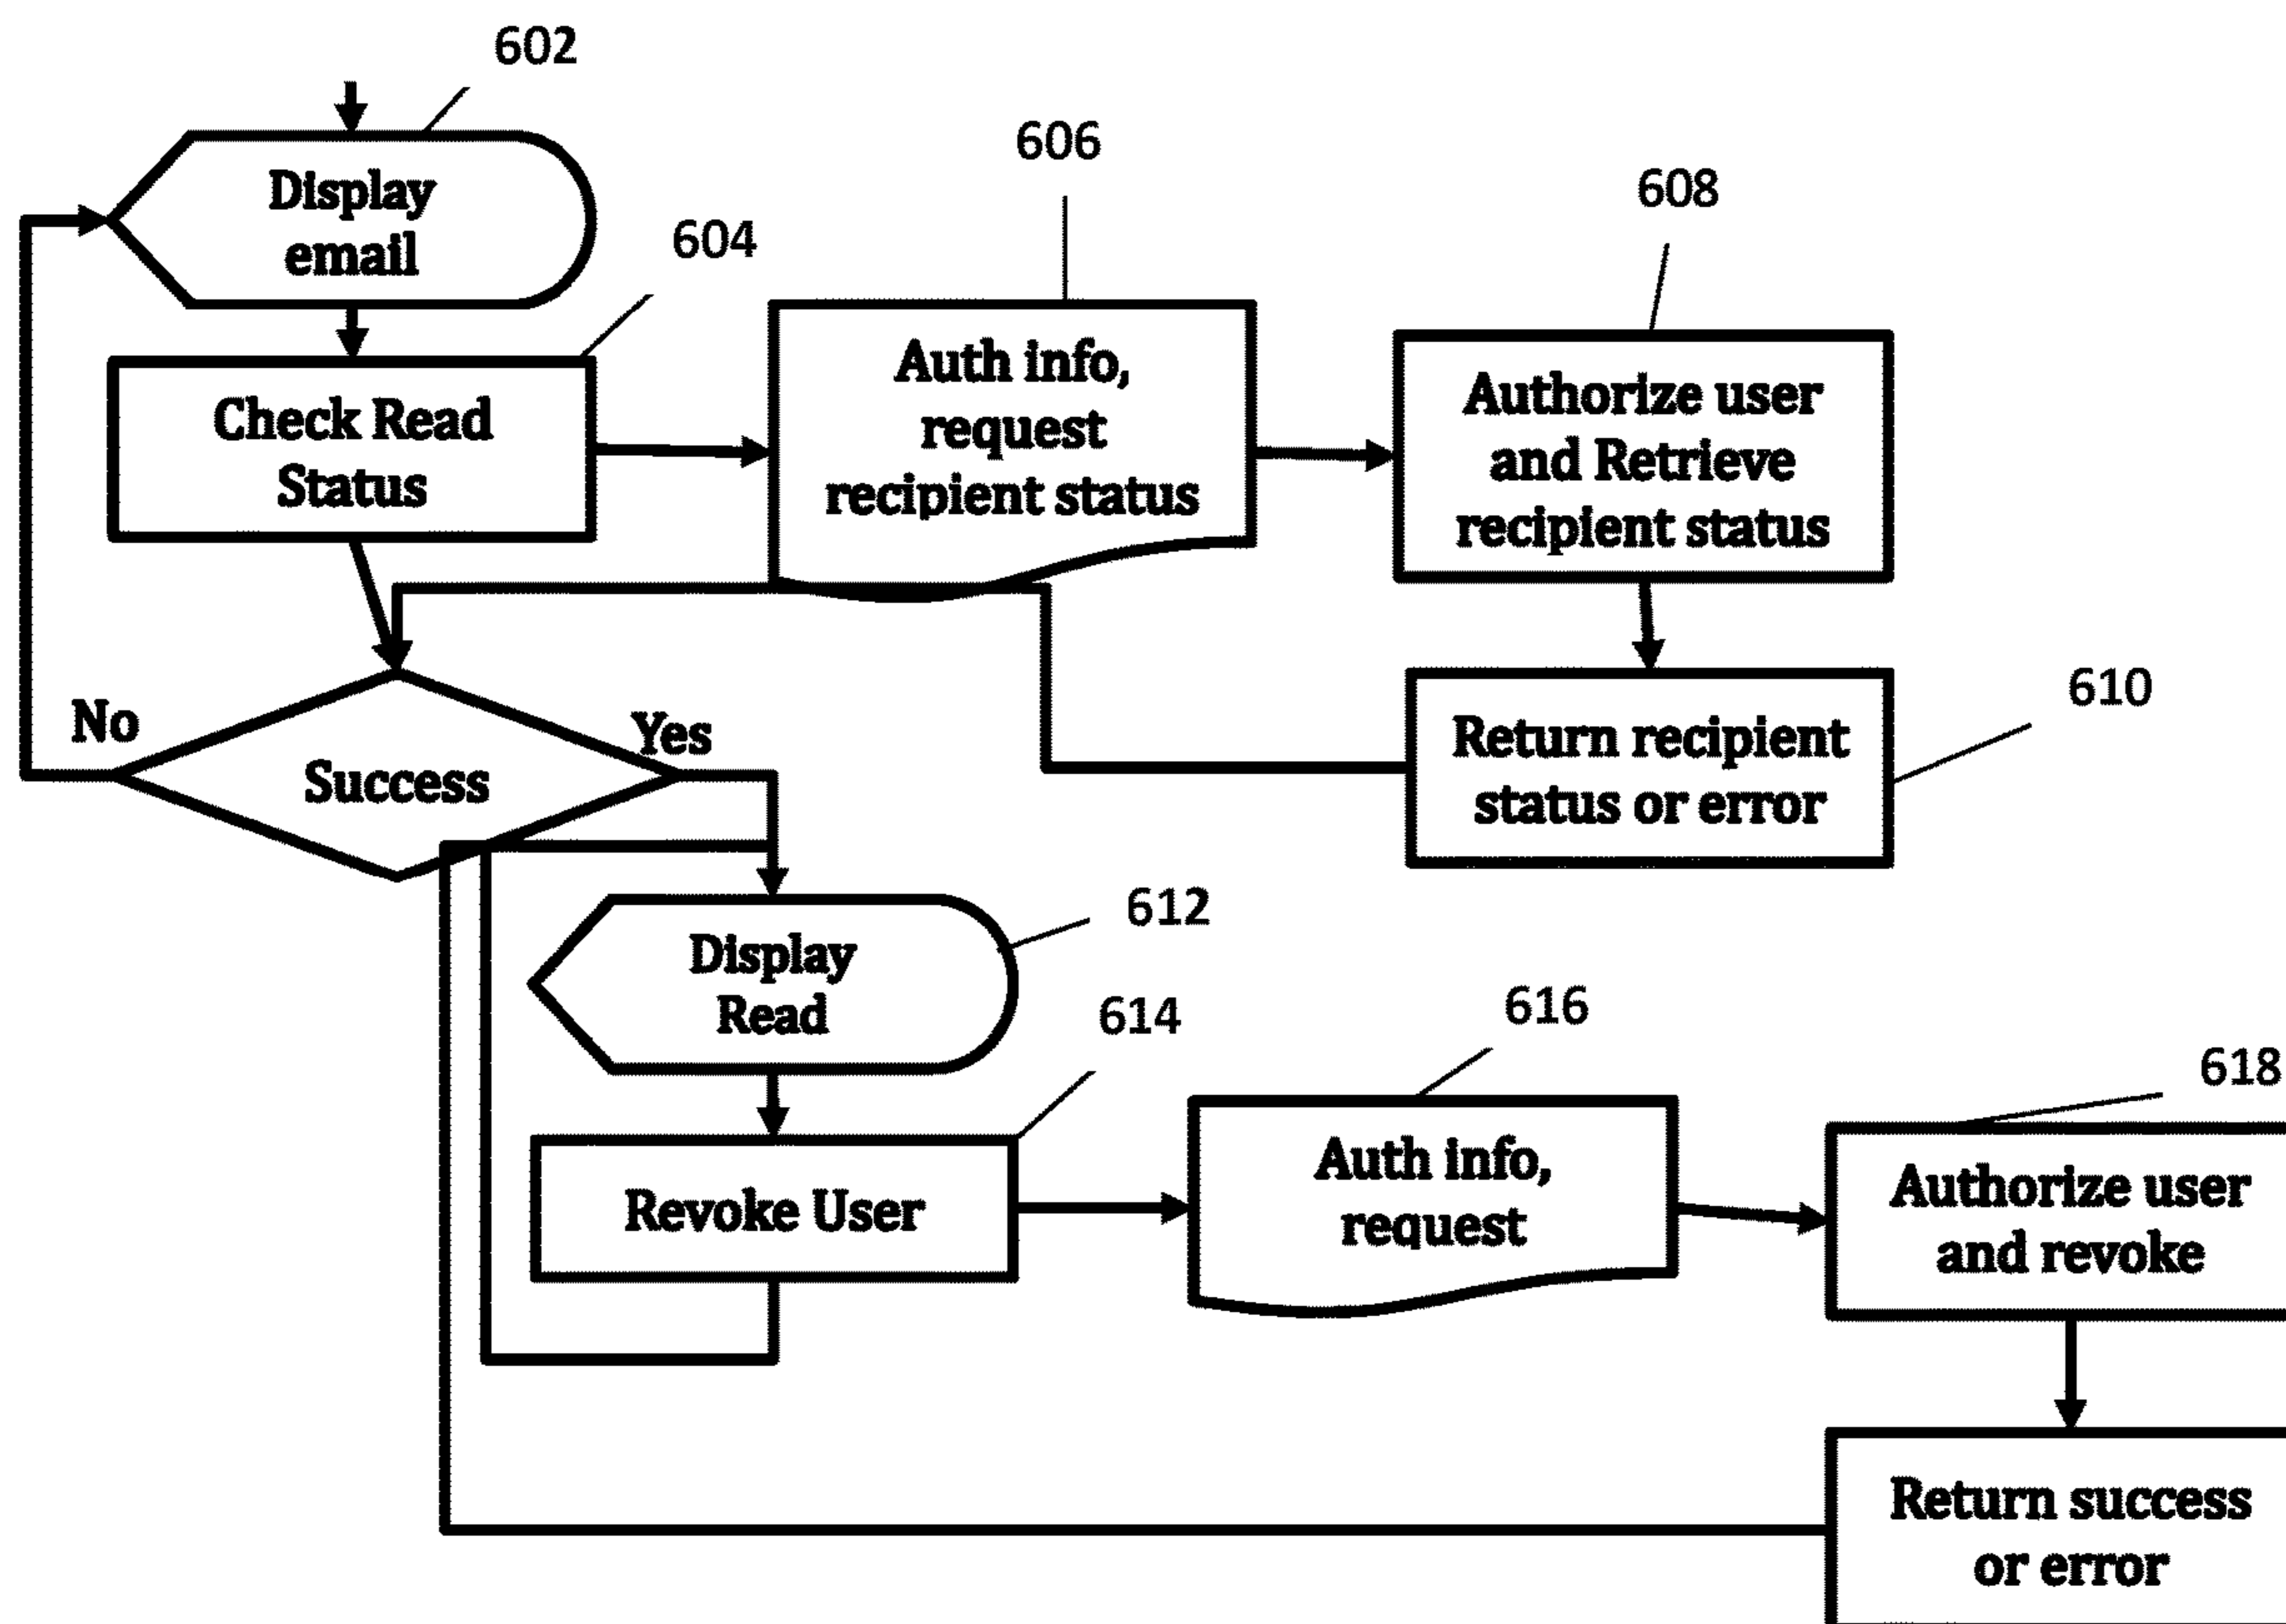 602
Display
email
604
Check Read
Status
606
Auth info,
request
recipient status
608
Authorize user
and Retrieve
recipient status
610
Return recipient
status or error
No
Success
Yes
612
Display
Read
614
Revoke User
616
Auth info,
request
618
Authorize user
and revoke
Return success
or error